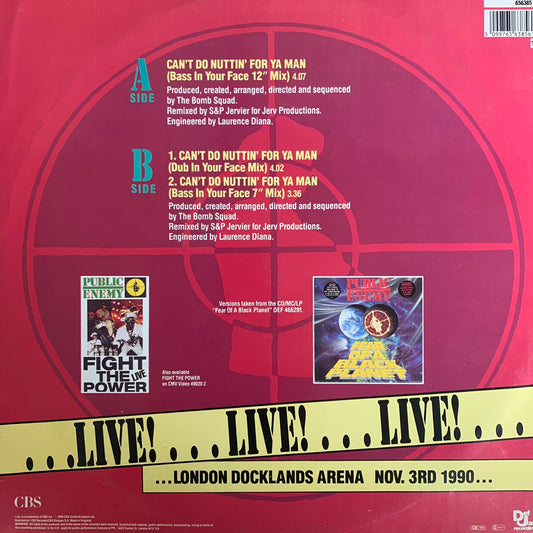 656385
5 099765 63856
A
SIDE
CAN'T DO NUTTIN' FOR YA MAN
(Bass In Your Face 12" Mix) 4.07
Produced, created, arranged, directed and sequenced
by The Bomb Squad.
Remixed by S&P Jervier for Jerv Productions.
Engineered by Laurence Diana.
B
SIDE
1. CAN'T DO NUTTIN' FOR YA MAN
(Dub In Your Face Mix) 4.02
2. CAN'T DO NUTTIN' FOR YA MAN
(Bass In Your Face 7" Mix) 3.36
Produced, created, arranged, directed and sequenced
by The Bomb Squad.
Remixed by S&P Jervier for Jerv Productions.
Engineered by Laurence Diana.
PUBLIC
ENEMY
FIGHT
THE LIVE
POWER
Also available
FIGHT THE POWER
on CMV Video 49020 2
Versions taken from the CD/MC/LP
"Fear Of A Black Planet" DEF 466281.
PUBLIC
ENEMY
FEAR
OF A
BLACK
PLANET
...LIVE!....LIVE!....LIVE!....
...LONDON DOCKLANDS ARENA NOV. 3RD 1990...
CBS
Def Jam
recordings